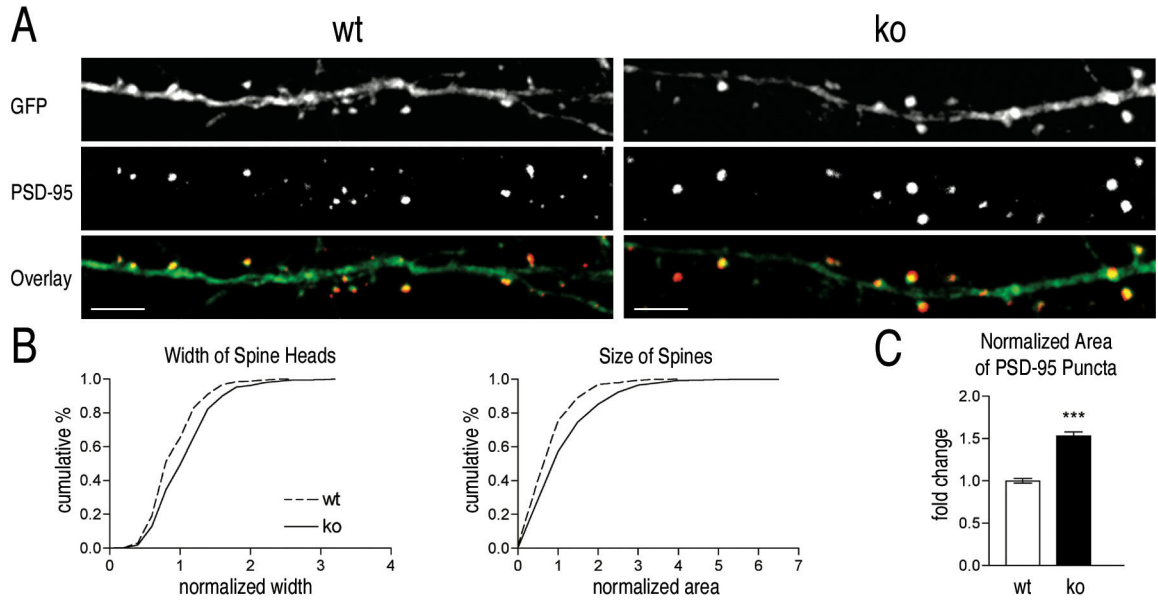 A
wt
ko
GFP
PSD-95
Overlay
B
Width of Spine Heads
cumulative %
1.0
0.8
0.6
0.4
0.2
0.0
0 1 2 3 4
normalized width
wt
ko
Size of Spines
cumulative %
1.0
0.8
0.6
0.4
0.2
0.0
0 1 2 3 4 5 6 7
normalized area
C
Normalized Area
of PSD-95 Puncta
fold change
2.0
1.5
1.0
0.5
0.0
***
wt ko